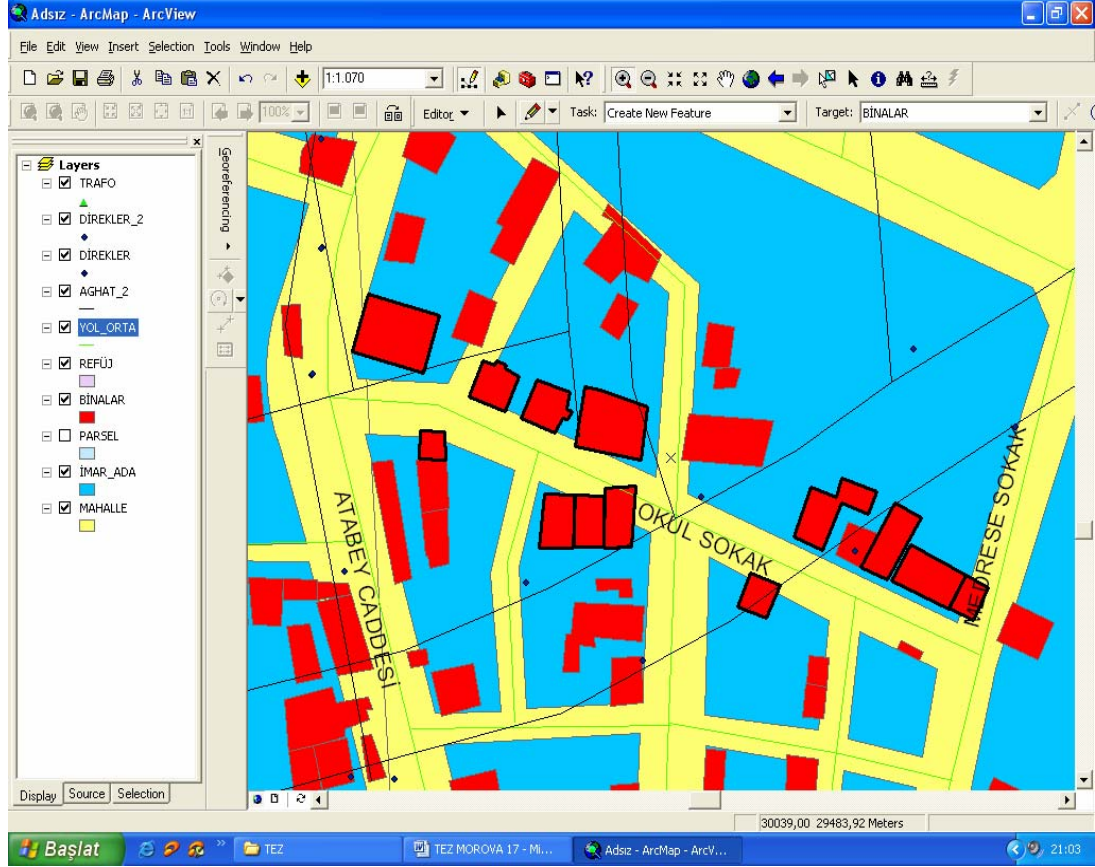 Adsız - ArcMap - ArcView
File Edit View Insert Selection Tools Window Help
1:1.070
100% Editor Task: Create New Feature Target: BİNALAR
Layers
TRAFO
DİREKLER_2
DİREKLER
AGHAT_2
YOL_ORTA
REFÜJ
BİNALAR
PARSEL
İMAR_ADA
MAHALLE
Georeferencing
ATABEY CADDESİ
OKUL SOKAK
MEDRESE SOKAK
Display Source Selection
30039,00 29483,92 Meters
Başlat TEZ TEZ MOROVA 17 - Mi... Adsız - ArcMap - ArcV... 21:03